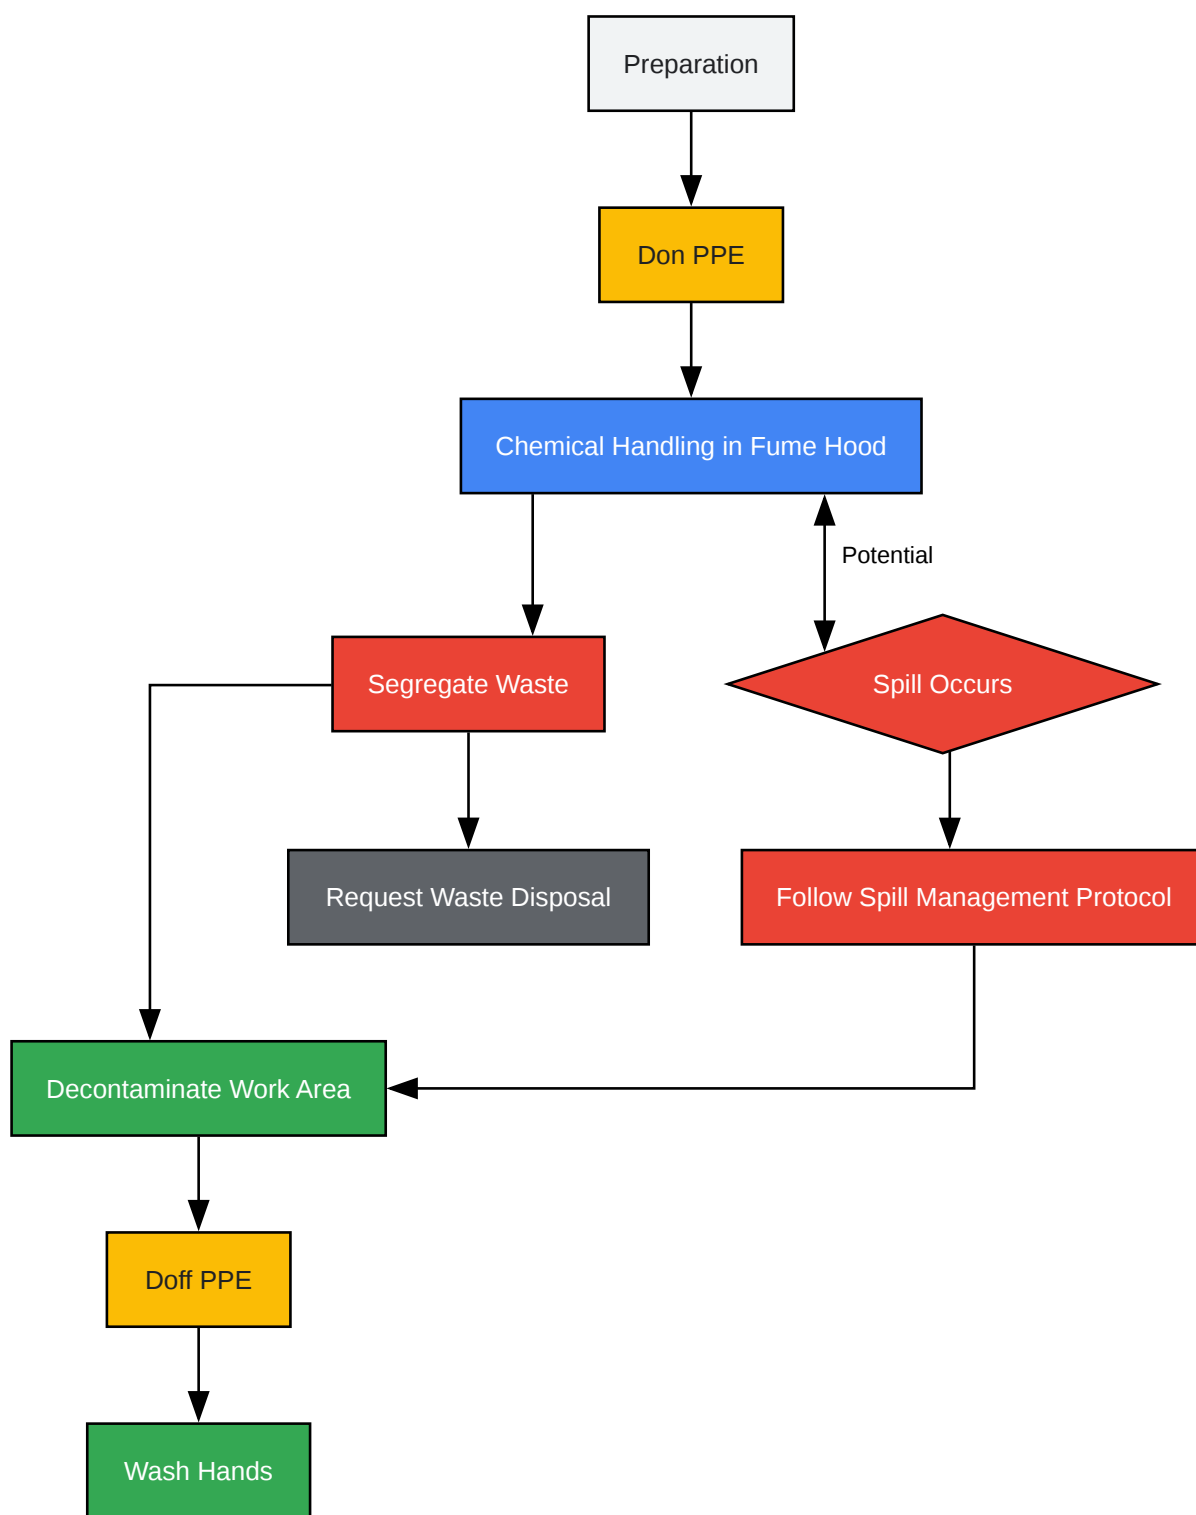 Preparation
Don PPE
Chemical Handling in Fume Hood
Potential
Segregate Waste
Spill Occurs
Request Waste Disposal
Follow Spill Management Protocol
Decontaminate Work Area
Doff PPE
Wash Hands